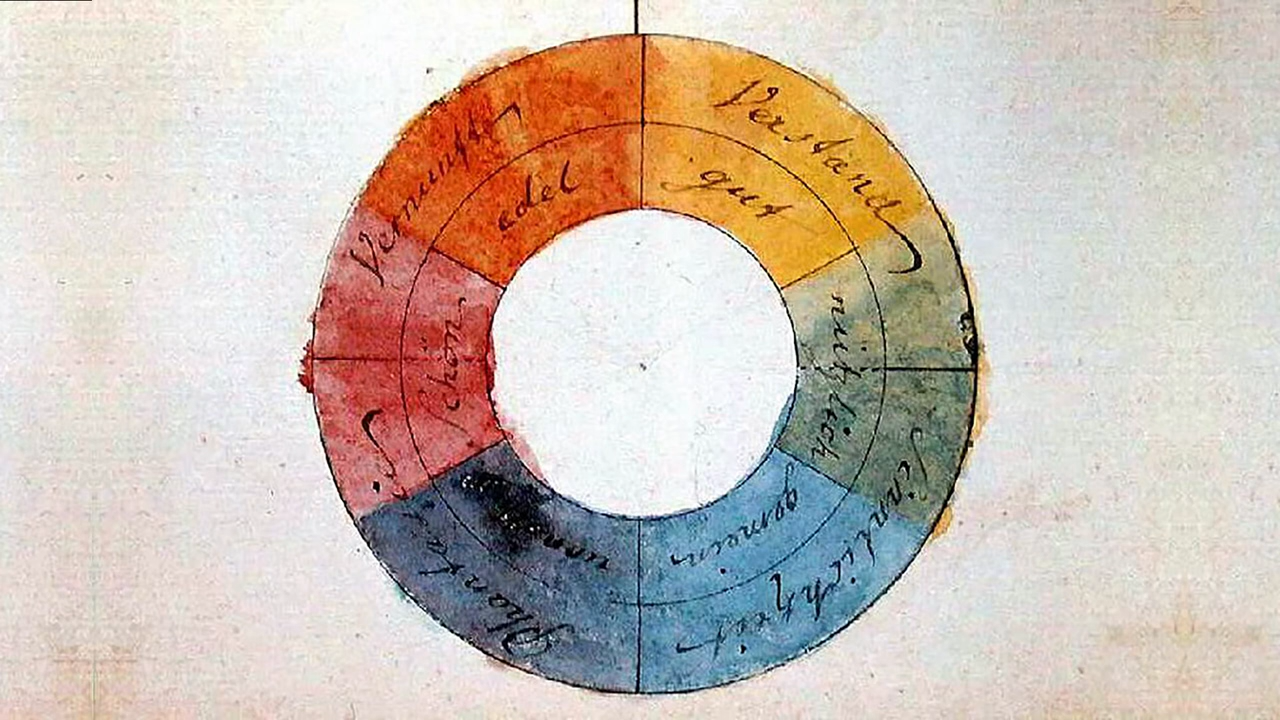 Vernunft
Verstand
edel
gut
schön
nützlich
gemein
Sinnlichkeit
Phantasie